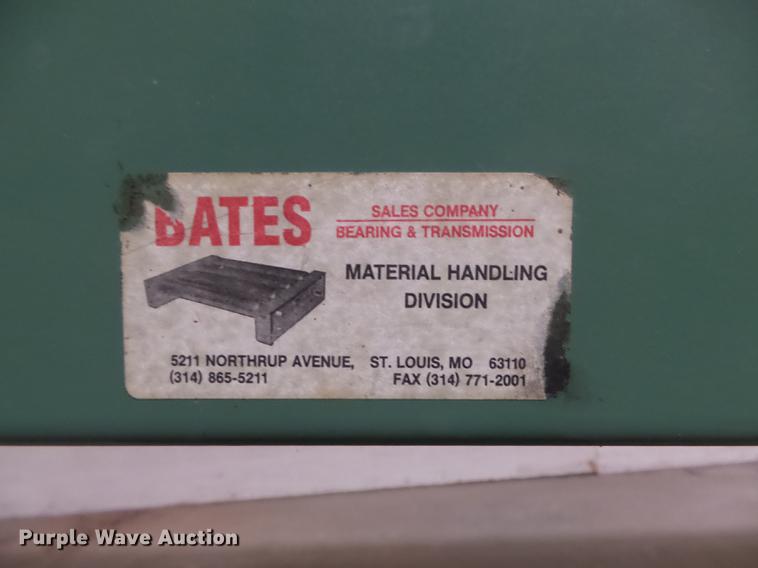 BATES
SALES COMPANY
BEARING & TRANSMISSION
MATERIAL HANDLING
DIVISION
5211 NORTHRUP AVENUE, ST. LOUIS, MO 63110
(314) 865-5211 FAX (314) 771-2001
Purple Wave Auction